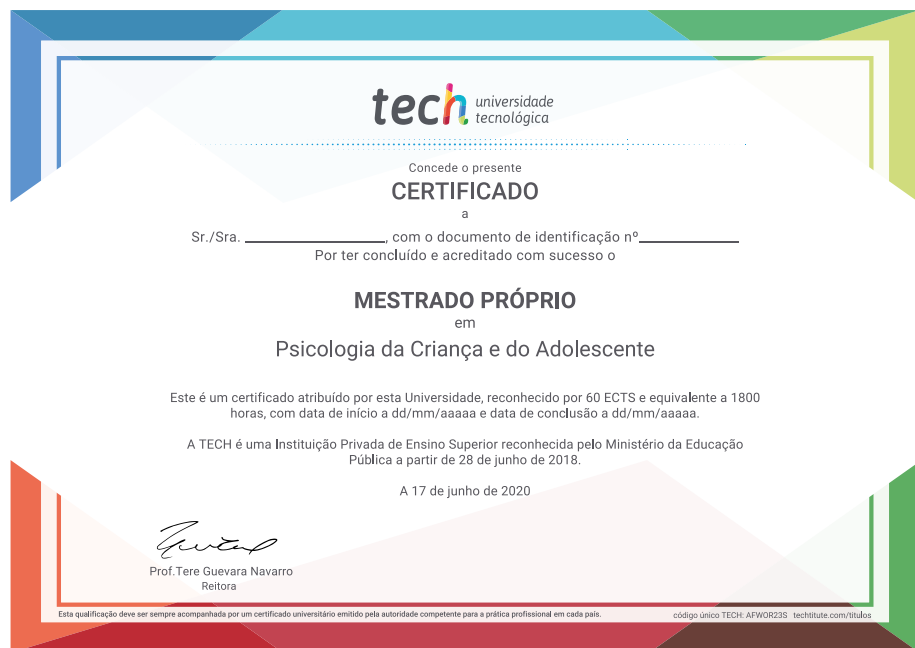 tech universidade
tecnológica
Concede o presente
CERTIFICADO
a
Sr./Sra. ________________, com o documento de identificação nº___________
Por ter concluído e acreditado com sucesso o
MESTRADO PRÓPRIO
em
Psicologia da Criança e do Adolescente
Este é um certificado atribuído por esta Universidade, reconhecido por 60 ECTS e equivalente a 1800
horas, com data de início a dd/mm/aaaaa e data de conclusão a dd/mm/aaaaa.
A TECH é uma Instituição Privada de Ensino Superior reconhecida pelo Ministério da Educação
Pública a partir de 28 de junho de 2018.
A 17 de junho de 2020
Prof.Tere Guevara Navarro
Reitora
Esta qualificação deve ser sempre acompanhada por um certificado universitário emitido pela autoridade competente para a prática profissional em cada país.
código único TECH: AFWOR23S techtitute.com/titulos